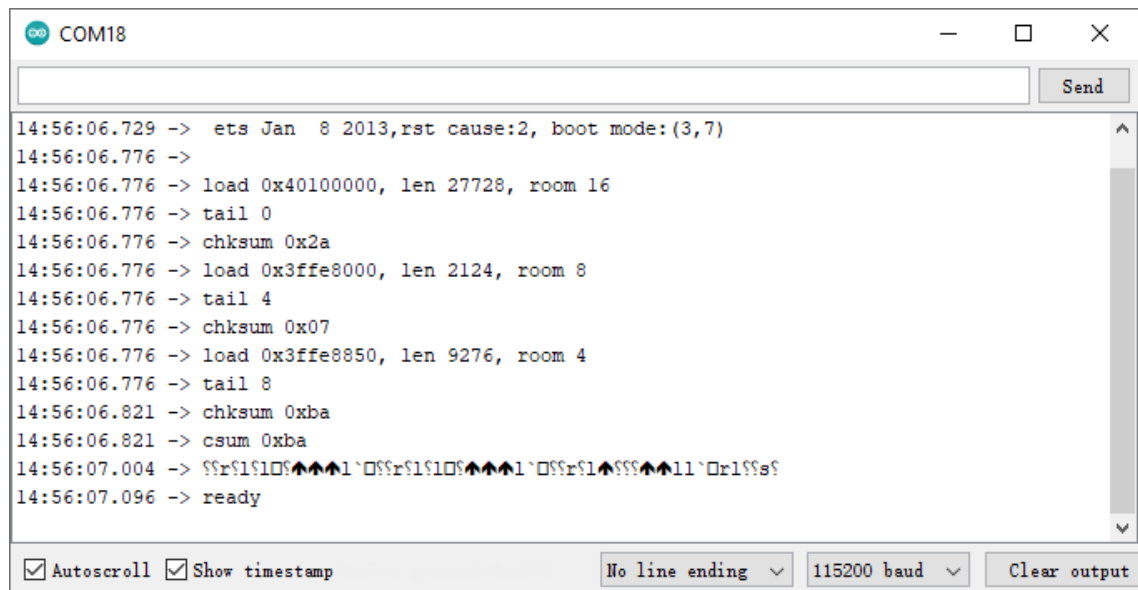 COM18
Send
14:56:06.729 ->  ets Jan  8 2013,rst cause:2, boot mode:(3,7)
14:56:06.776 ->
14:56:06.776 -> load 0x40100000, len 27728, room 16
14:56:06.776 -> tail 0
14:56:06.776 -> chksum 0x2a
14:56:06.776 -> load 0x3ffe8000, len 2124, room 8
14:56:06.776 -> tail 4
14:56:06.776 -> chksum 0x07
14:56:06.776 -> load 0x3ffe8850, len 9276, room 4
14:56:06.776 -> tail 8
14:56:06.821 -> chksum 0xba
14:56:06.821 -> csum 0xba
14:56:07.004 ->
14:56:07.096 -> ready
Autoscroll Show timestamp No line ending 115200 baud Clear output